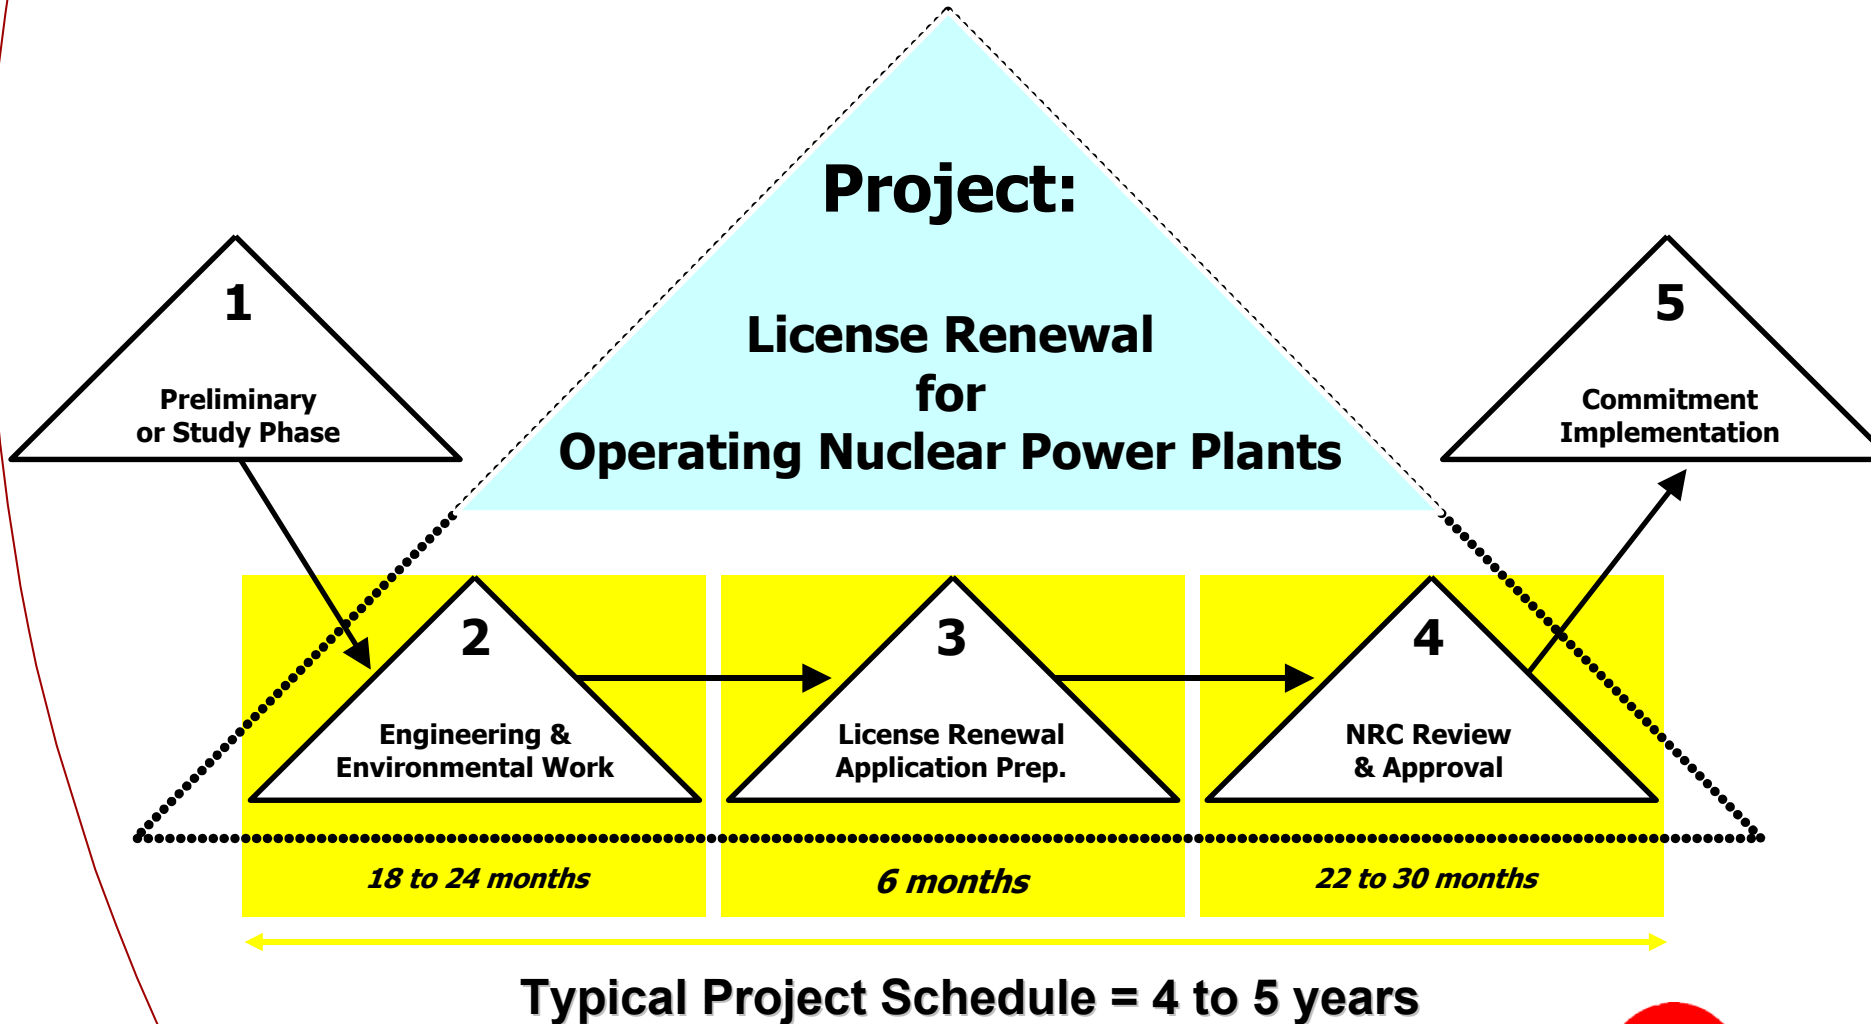 Project:
License Renewal
for
Operating Nuclear Power Plants
1
Preliminary
or Study Phase
5
Commitment
Implementation
2
Engineering &
Environmental Work
3
License Renewal
Application Prep.
4
NRC Review
& Approval
18 to 24 months
6 months
22 to 30 months
Typical Project Schedule = 4 to 5 years